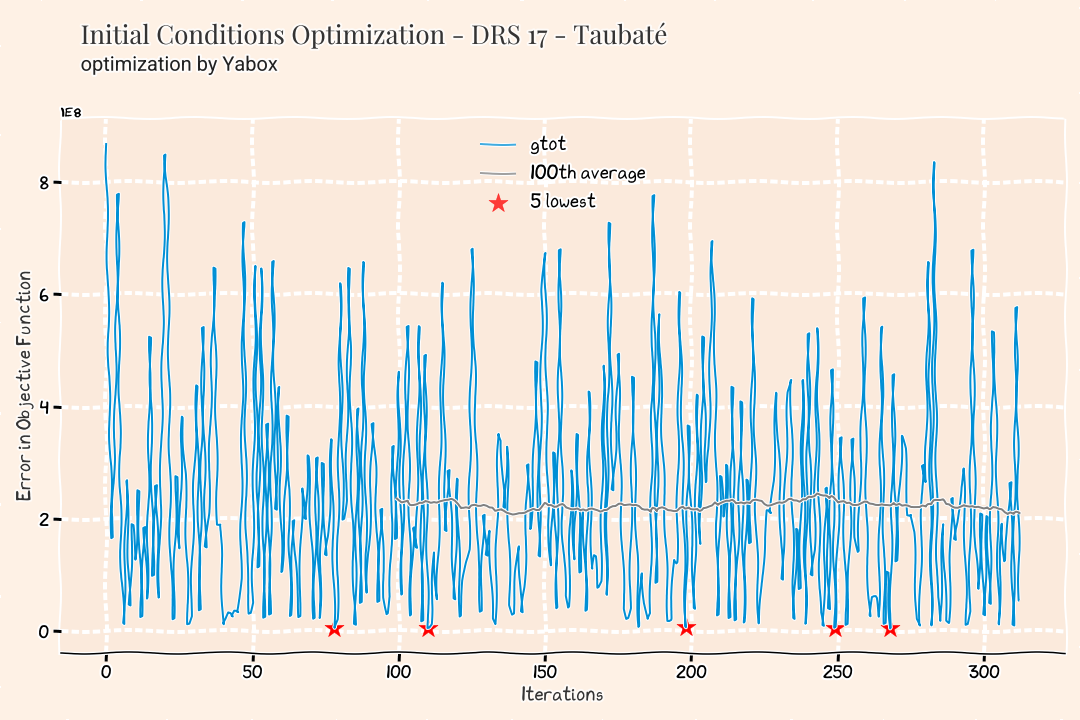 Initial Conditions Optimization - DRS 17 - Taubaté
optimization by Yabox
1E8
gtot
100th average
5 lowest
8
6
4
2
0
Error in Objective Function
0 50 100 150 200 250 300
Iterations